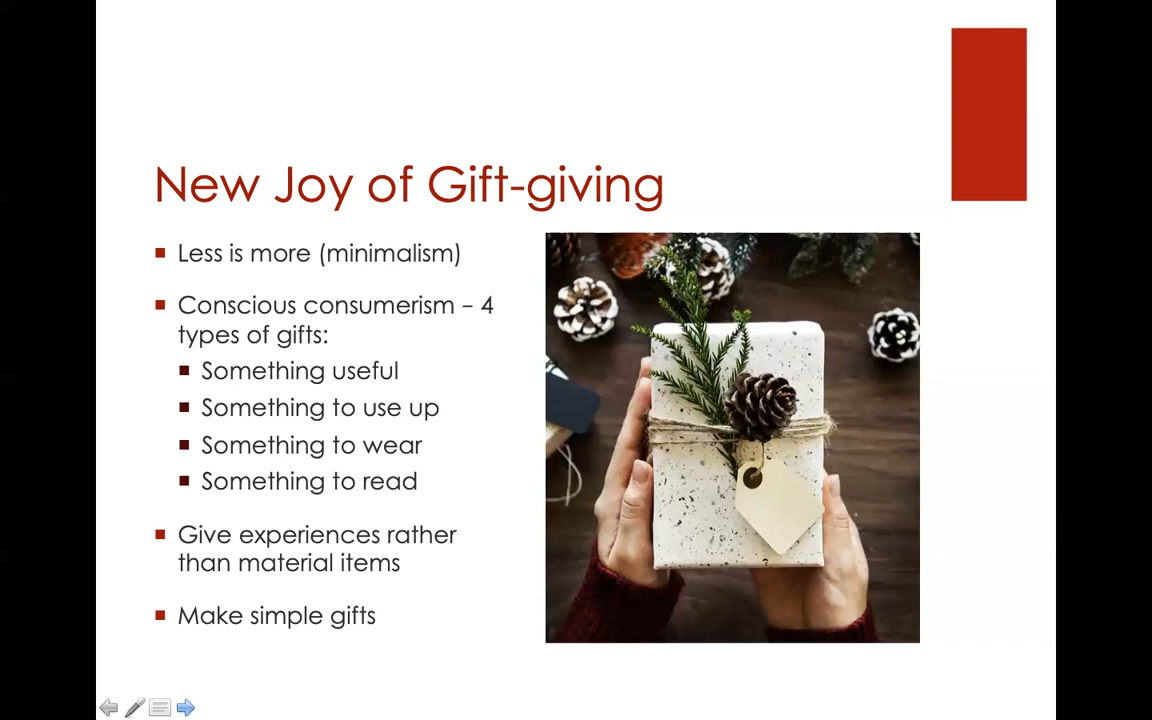 New Joy of Gift-giving
Less is more (minimalism)
Conscious consumerism – 4
types of gifts:
Something useful
Something to use up
Something to wear
Something to read
Give experiences rather
than material items
Make simple gifts